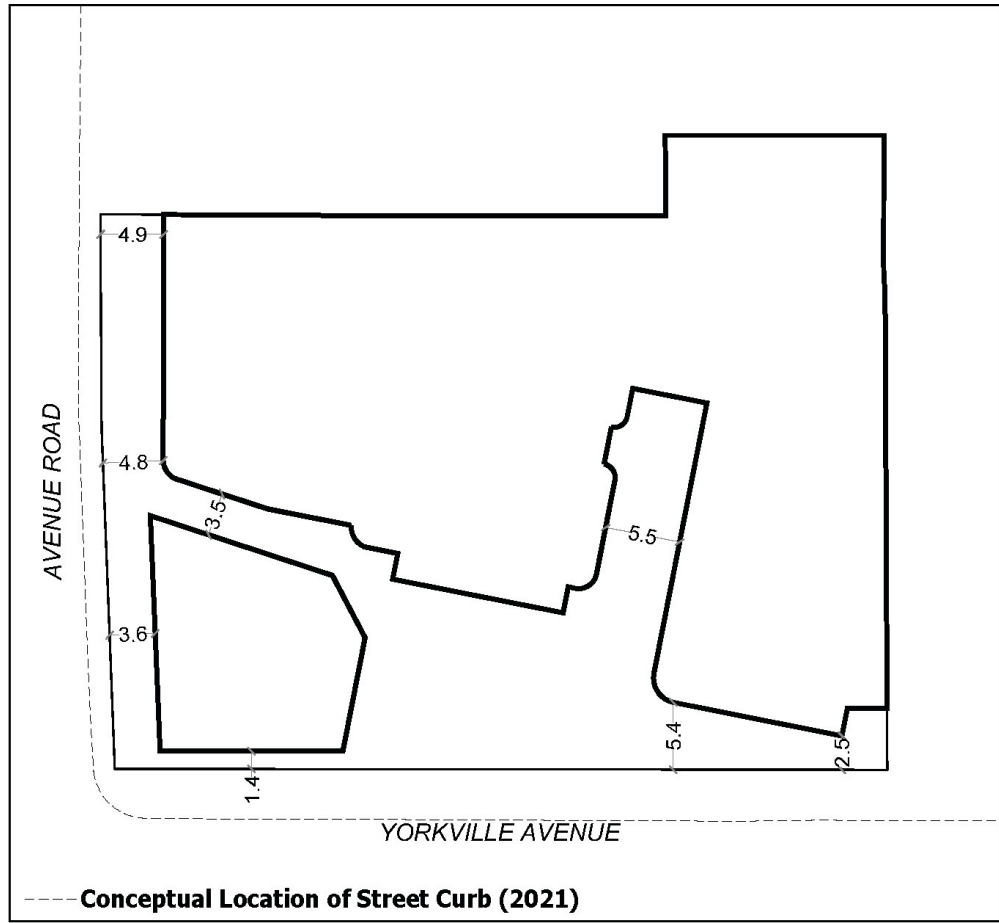 4.9
AVENUE ROAD
4.8
3.5
5.5
3.6
5.4
2.5
1.4
YORKVILLE AVENUE
Conceptual Location of Street Curb (2021)